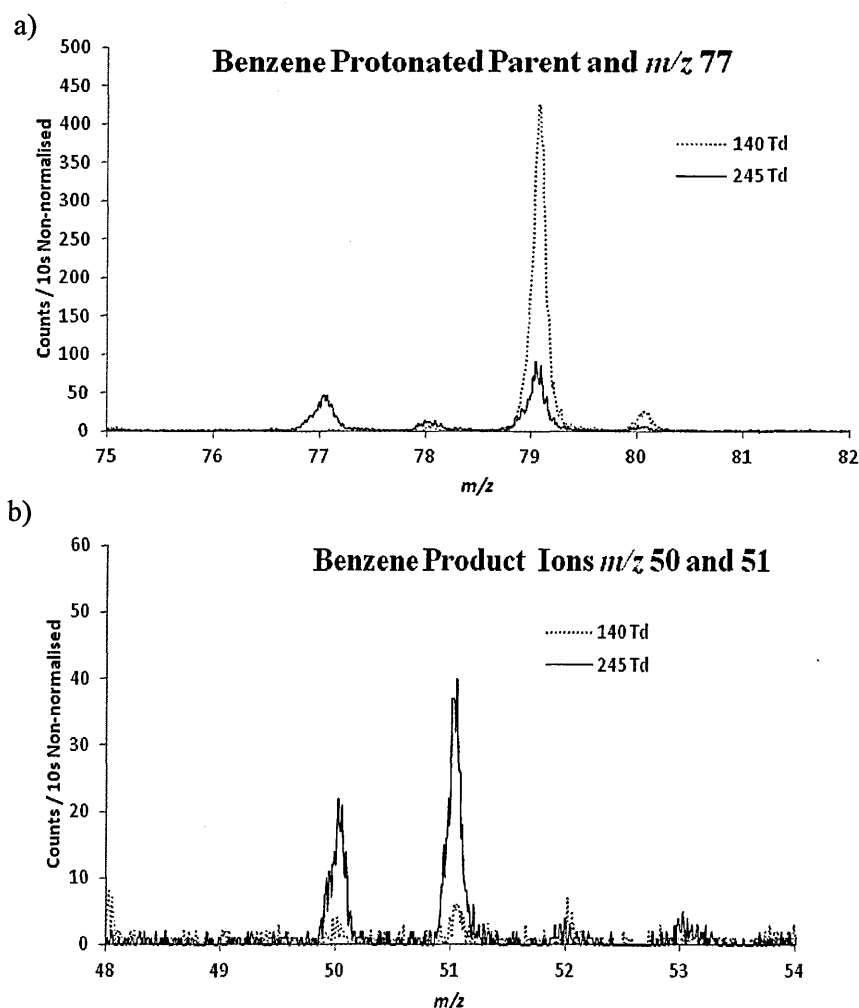 a)
Benzene Protonated Parent and m/z 77
500
450
400
350
300
250
200
150
100
50
0
Counts / 10s Non-normalised
140 Td
245 Td
75 76 77 78 79 80 81 82
m/z
b)
Benzene Product Ions m/z 50 and 51
60
50
40
30
20
10
0
Counts / 10s Non-normalised
140 Td
245 Td
48 49 50 51 52 53 54
m/z